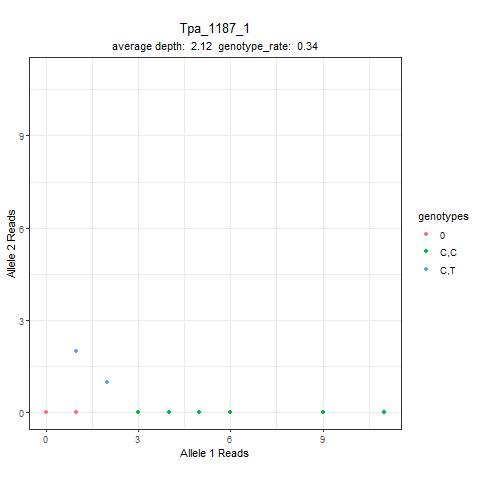 Tpa_1187_1
average depth:  2.12  genotype_rate:  0.34
Allele 2 Reads
9
6
3
0
0
3
6
9
Allele 1 Reads
genotypes
0
C,C
C,T